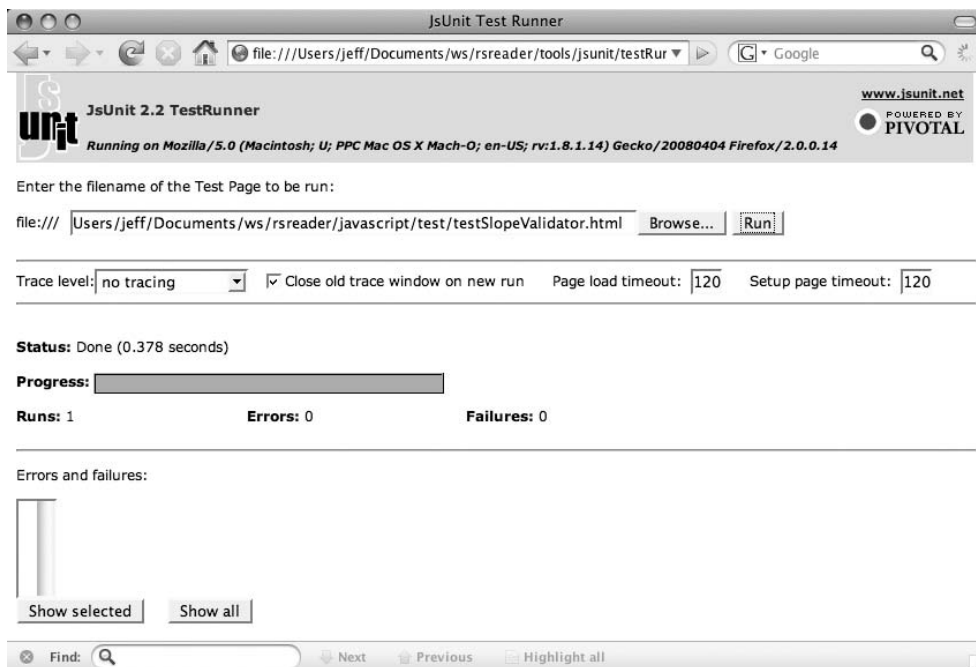 JsUnit Test Runner
file:///Users/jeff/Documents/ws/rsreader/tools/jsunit/testRur
G Google
JS unit
JsUnit 2.2 TestRunner
www.jsunit.net
POWERED BY
PIVOTAL
Running on Mozilla/5.0 (Macintosh; U; PPC Mac OS X Mach-O; en-US; rv:1.8.1.14) Gecko/20080404 Firefox/2.0.0.14
Enter the filename of the Test Page to be run:
file:/// Users/jeff/Documents/ws/rsreader/javascript/test/testSlopeValidator.html Browse... Run
Trace level: no tracing Close old trace window on new run Page load timeout: 120 Setup page timeout: 120
Status: Done (0.378 seconds)
Progress:
Runs: 1 Errors: 0 Failures: 0
Errors and failures:
Show selected Show all
Find: Next Previous Highlight all